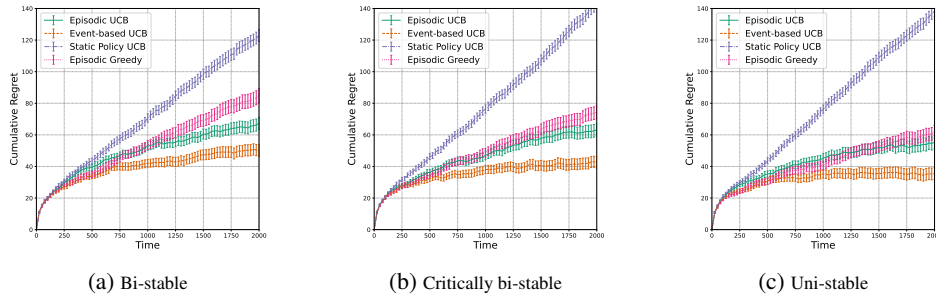 140
120
100
80
60
40
20
0
Cumulative Regret
Episodic UCB
Event-based UCB
Static Policy UCB
Episodic Greedy
0 250 500 750 1000 1250 1500 1750 2000
Time
(a) Bi-stable
140
120
100
80
60
40
20
0
Cumulative Regret
Episodic UCB
Event-based UCB
Static Policy UCB
Episodic Greedy
0 250 500 750 1000 1250 1500 1750 2000
Time
(b) Critically bi-stable
140
120
100
80
60
40
20
0
Cumulative Regret
Episodic UCB
Event-based UCB
Static Policy UCB
Episodic Greedy
0 250 500 750 1000 1250 1500 1750 2000
Time
(c) Uni-stable